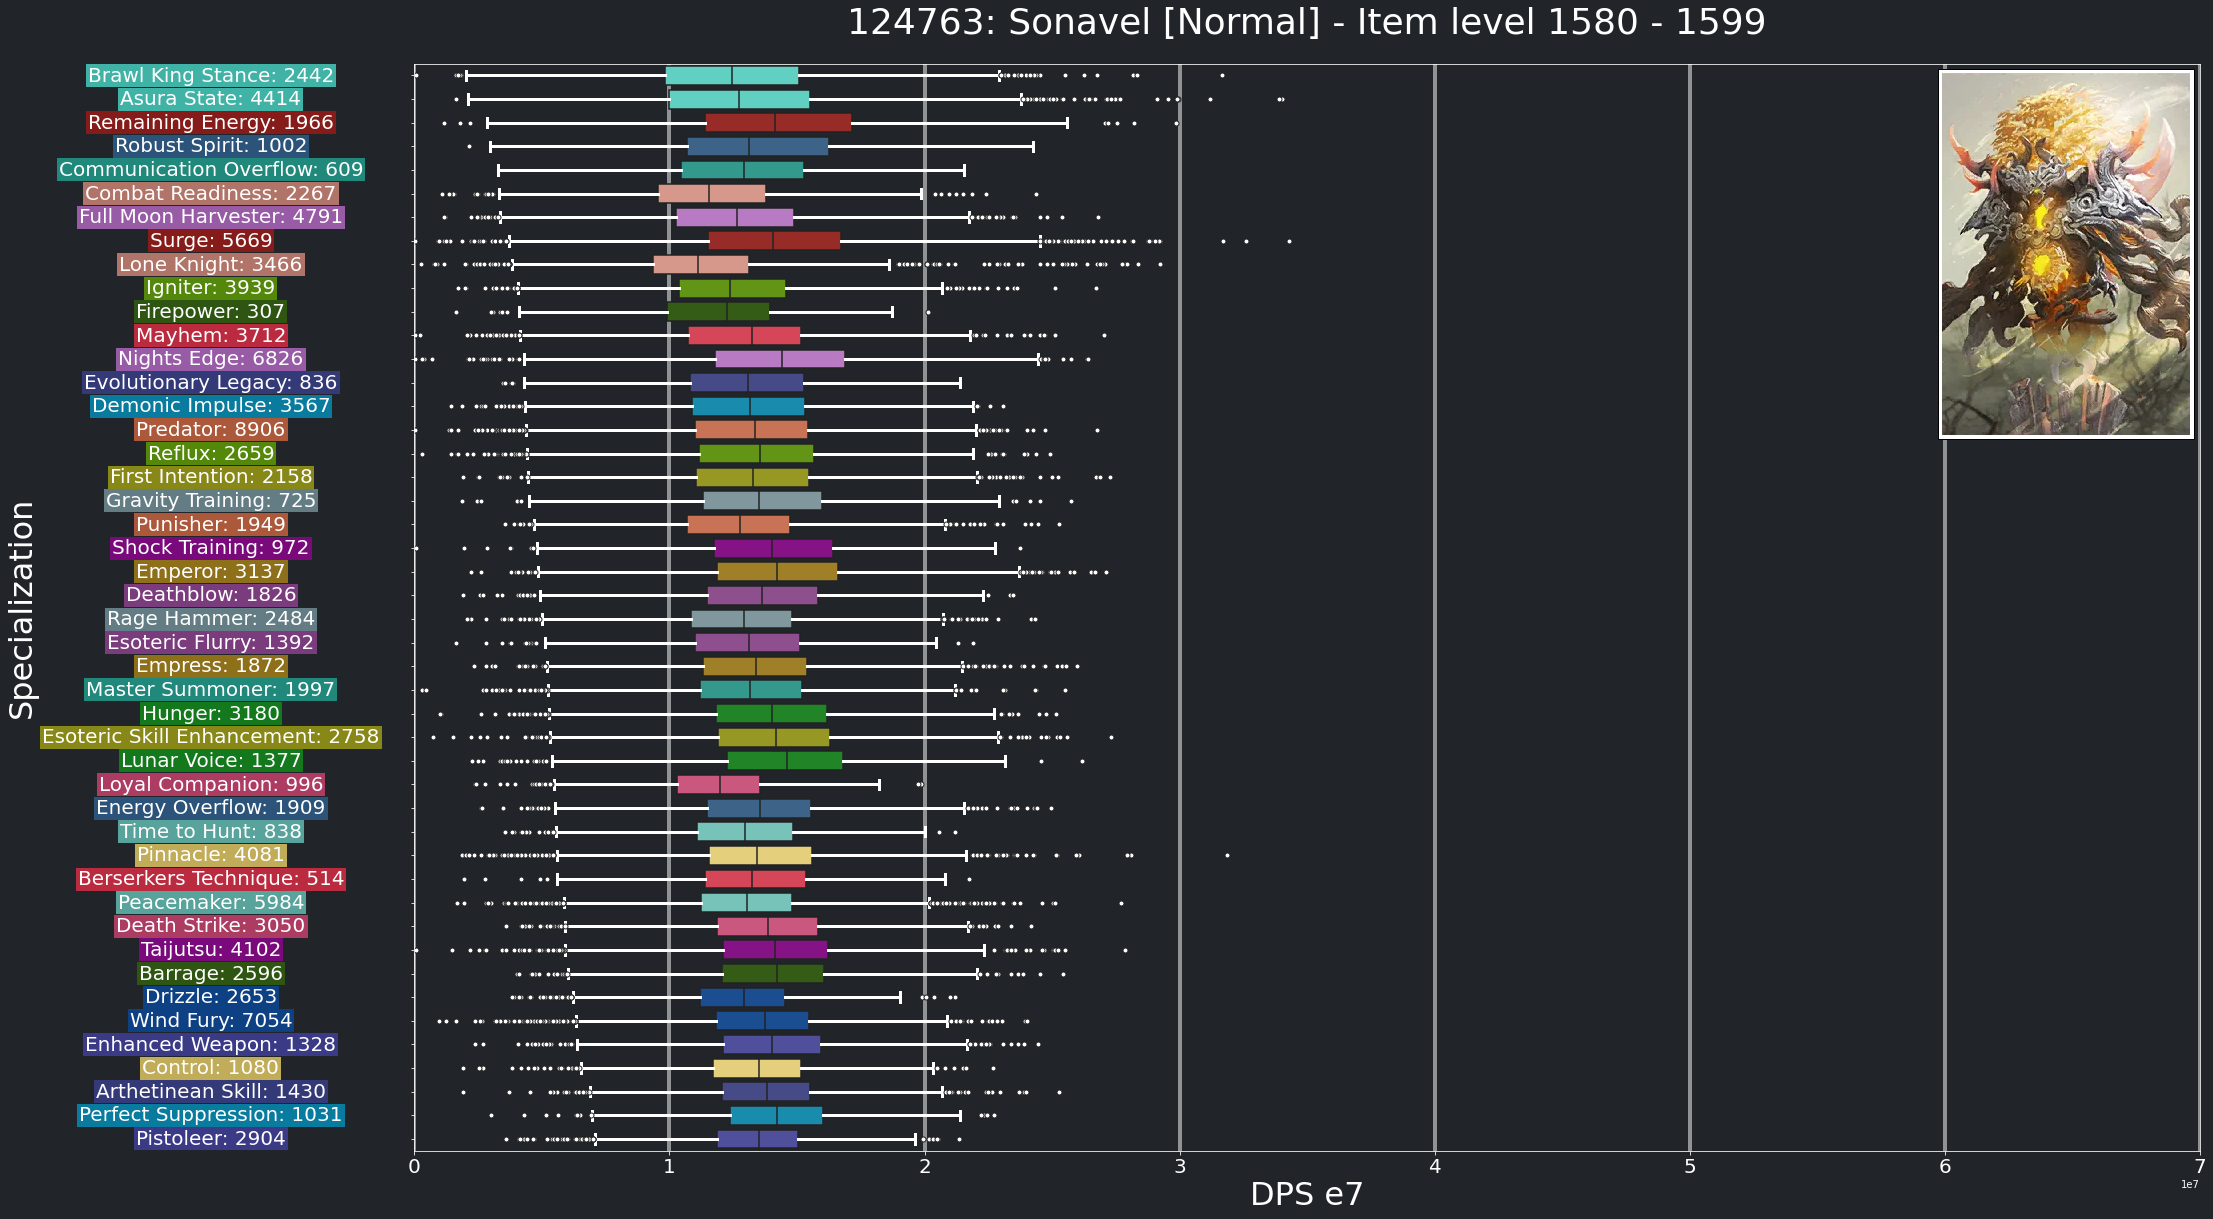 124763: Sonavel [Normal] - Item level 1580 - 1599
Specialization
Brawl King Stance: 2442
Asura State: 4414
Remaining Energy: 1966
Robust Spirit: 1002
Communication Overflow: 609
Combat Readiness: 2267
Full Moon Harvester: 4791
Surge: 5669
Lone Knight: 3466
Igniter: 3939
Firepower: 307
Mayhem: 3712
Nights Edge: 6826
Evolutionary Legacy: 836
Demonic Impulse: 3567
Predator: 8906
Reflux: 2659
First Intention: 2158
Gravity Training: 725
Punisher: 1949
Shock Training: 972
Emperor: 3137
Deathblow: 1826
Rage Hammer: 2484
Esoteric Flurry: 1392
Empress: 1872
Master Summoner: 1997
Hunger: 3180
Esoteric Skill Enhancement: 2758
Lunar Voice: 1377
Loyal Companion: 996
Energy Overflow: 1909
Time to Hunt: 838
Pinnacle: 4081
Berserkers Technique: 514
Peacemaker: 5984
Death Strike: 3050
Taijutsu: 4102
Barrage: 2596
Drizzle: 2653
Wind Fury: 7054
Enhanced Weapon: 1328
Control: 1080
Arthetinean Skill: 1430
Perfect Suppression: 1031
Pistoleer: 2904
0 1 2 3 4 5 6 7
1e7
DPS e7